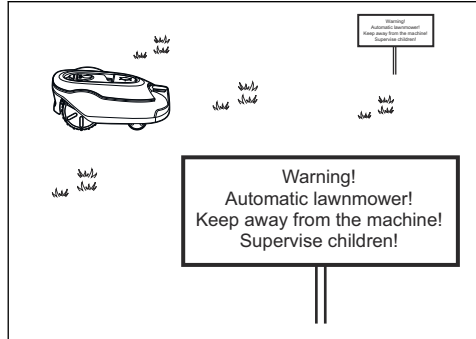 Warning!
Automatic lawnmower!
Keep away from the machine!
Supervise children!
Warning!
Automatic lawnmower!
Keep away from the machine!
Supervise children!